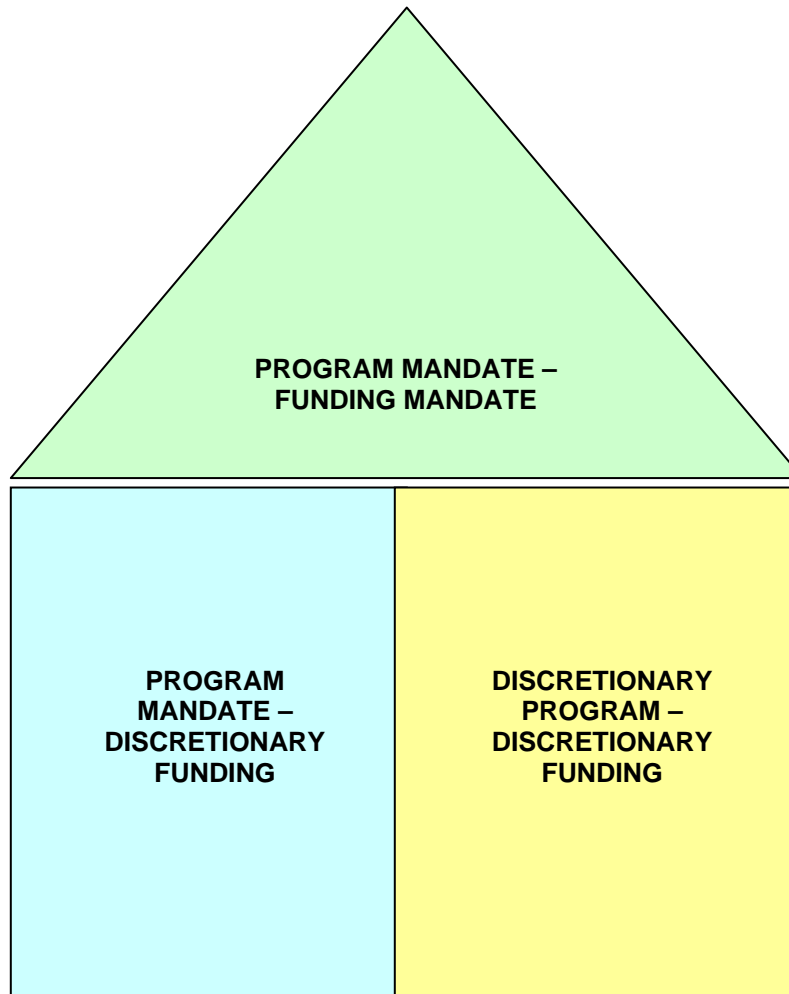 PROGRAM MANDATE –
FUNDING MANDATE
PROGRAM
MANDATE –
DISCRETIONARY
FUNDING
DISCRETIONARY
PROGRAM –
DISCRETIONARY
FUNDING